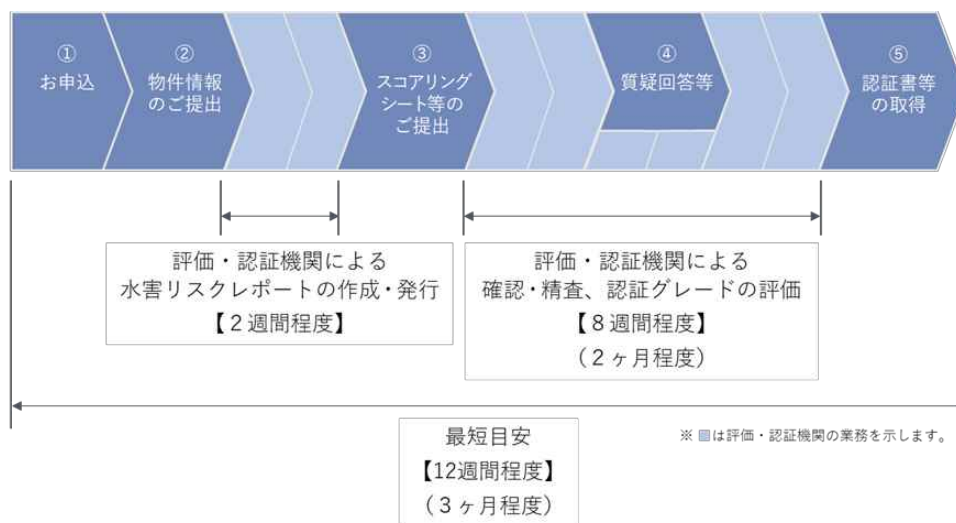 ①
お申込
②
物件情報
のご提出
③
スコアリング
シート等の
ご提出
④
質疑回答等
⑤
認証書等
の取得
評価・認証機関による
水害リスクレポートの作成・発行
【２週間程度】
評価・認証機関による
確認・精査、認証グレードの評価
【８週間程度】
（２ヶ月程度）
最短目安
【12週間程度】
（３ヶ月程度）
※ ■は評価・認証機関の業務を示します。